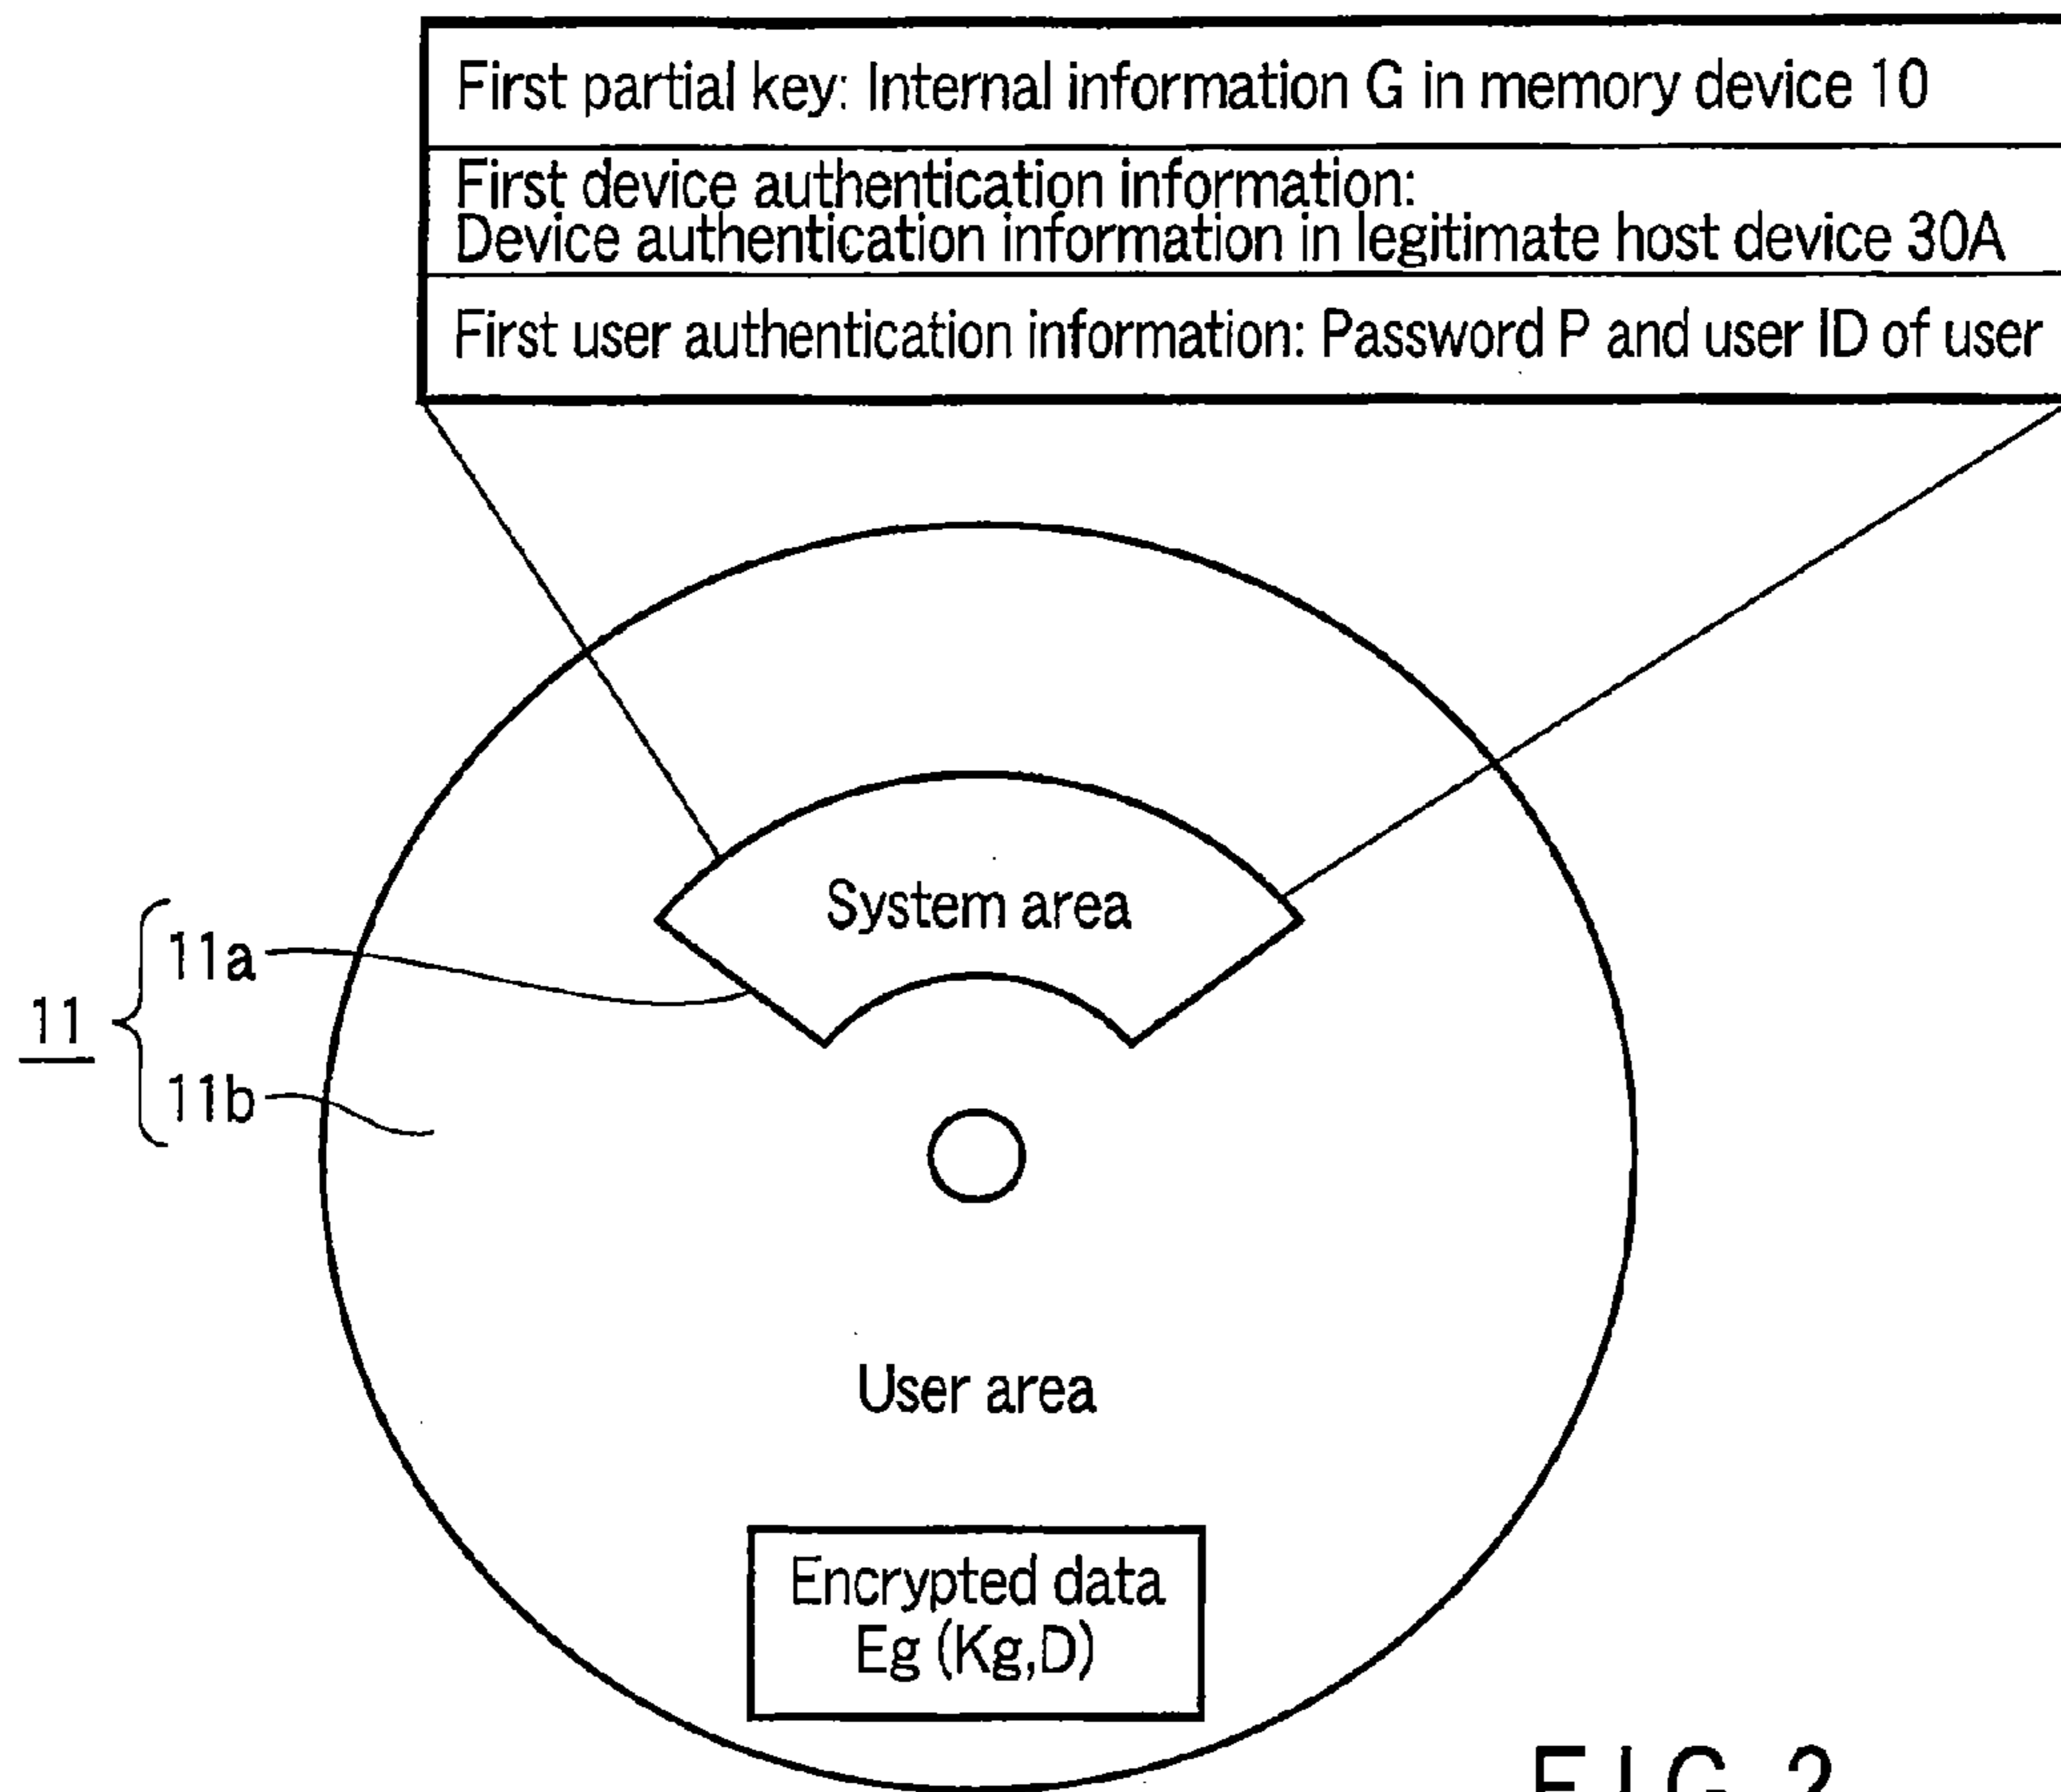 First partial key: Internal information G in memory device 10
First device authentication information:
Device authentication information in legitimate host device 30A
First user authentication information: Password P and user ID of user
System area
11a
11
11b
User area
Encrypted data
Eg (Kg,D)
FIG. 2